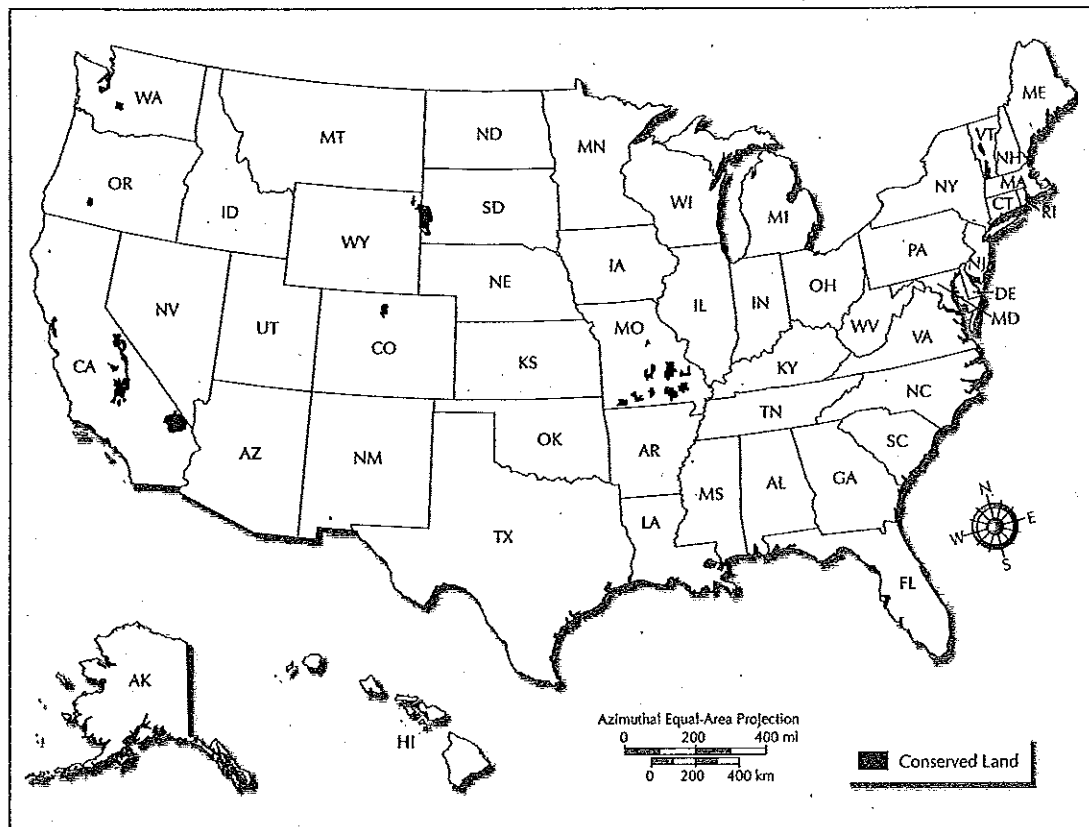 WA
MT
ND
MN
ME
VT
NH
OR
ID
SD
WI
MI
NY
MA
CT
RI
WY
IA
PA
NJ
NE
NV
UT
CO
IL
IN
OH
DE
MD
WV
VA
MO
CA
KS
KY
NC
TN
AZ
NM
OK
AR
SC
MS
AL
GA
LA
TX
FL
N
E
W
S
AK
HI
Azimuthal Equal-Area Projection
0 200 400 mi
0 200 400 km
Conserved Land